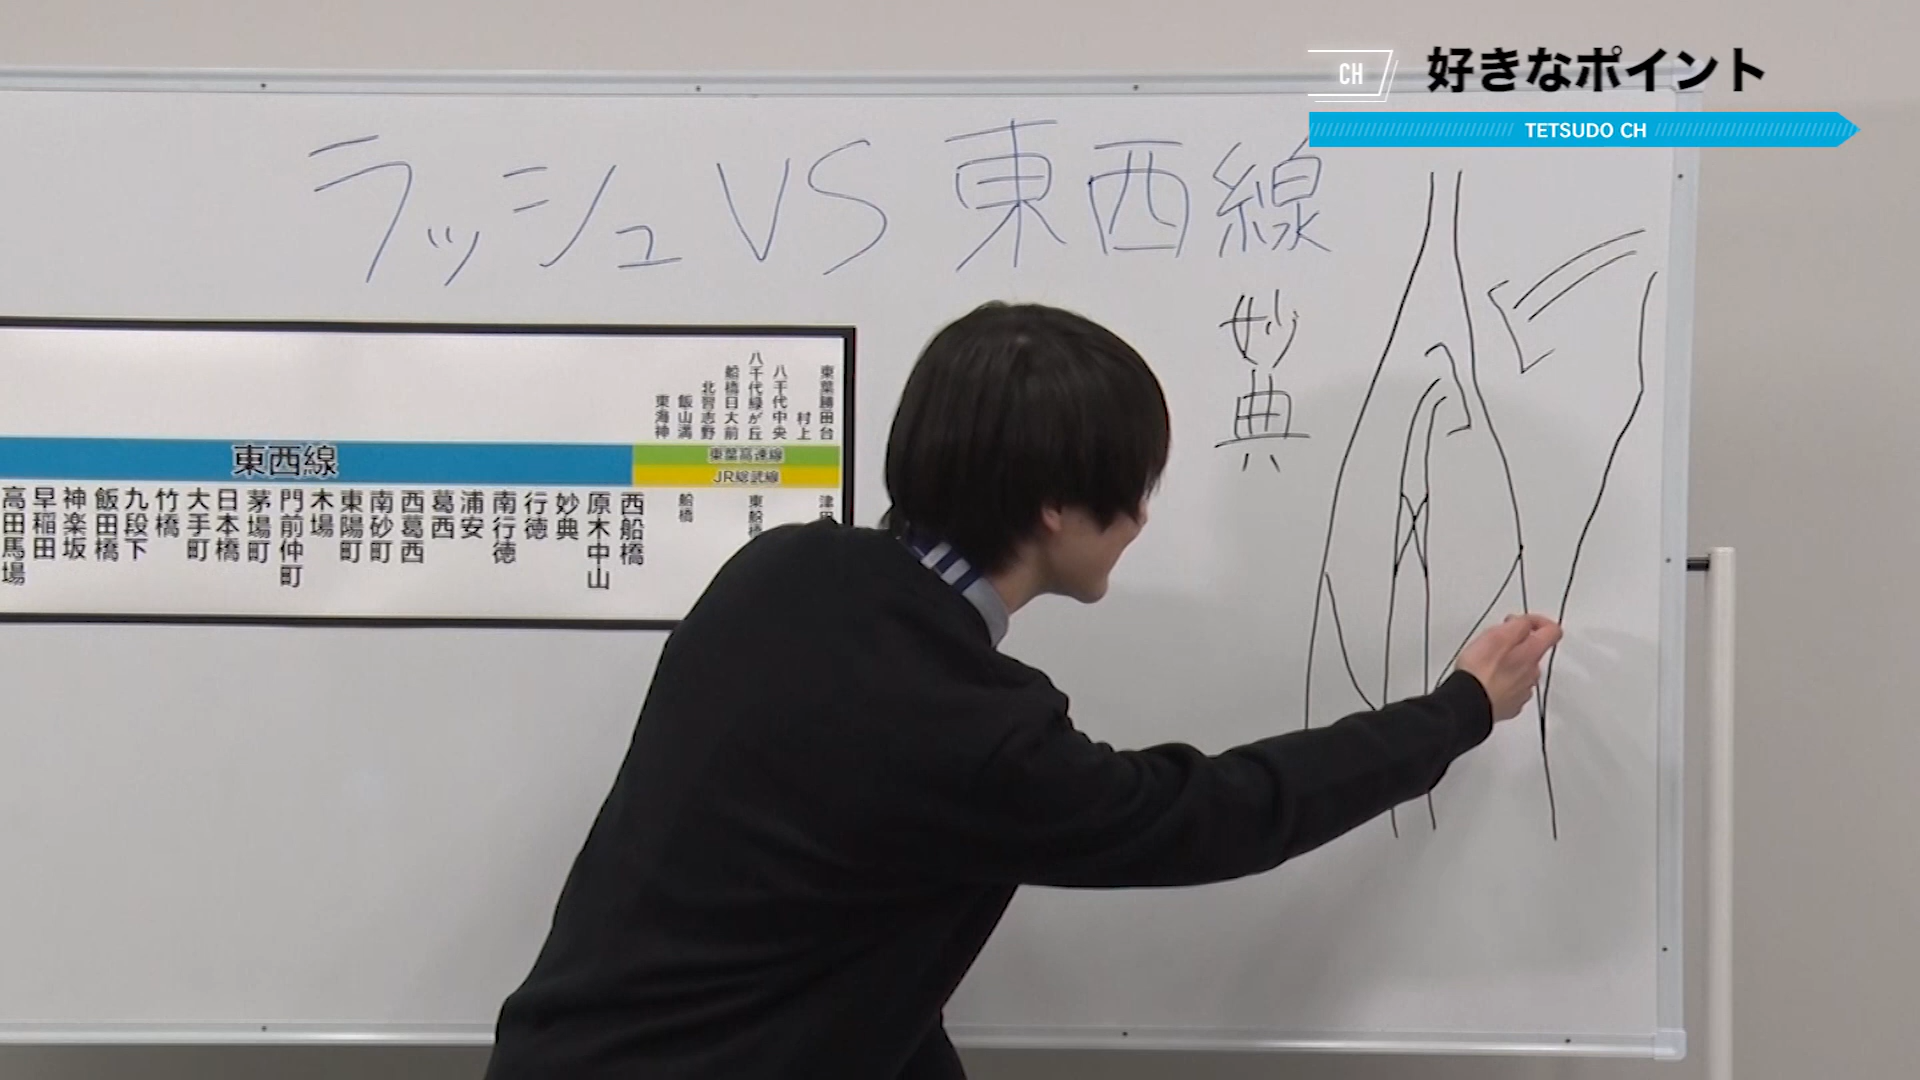 CH 好きなポイント
TETSUDO CH
ラッシュ VS 東西線
妙典
東海神
飯山満
北習志野
船橋日大前
八千代緑が丘
八千代中央
村上
東葉勝田台
東西線
東葉高速線
JR総武線
高田馬場
早稲田
神楽坂
飯田橋
九段下
竹橋
大手町
日本橋
茅場町
門前仲町
木場
東陽町
南砂町
西葛西
葛西
浦安
南行徳
行徳
妙典
原木中山
西船橋
船橋
東船橋
津田